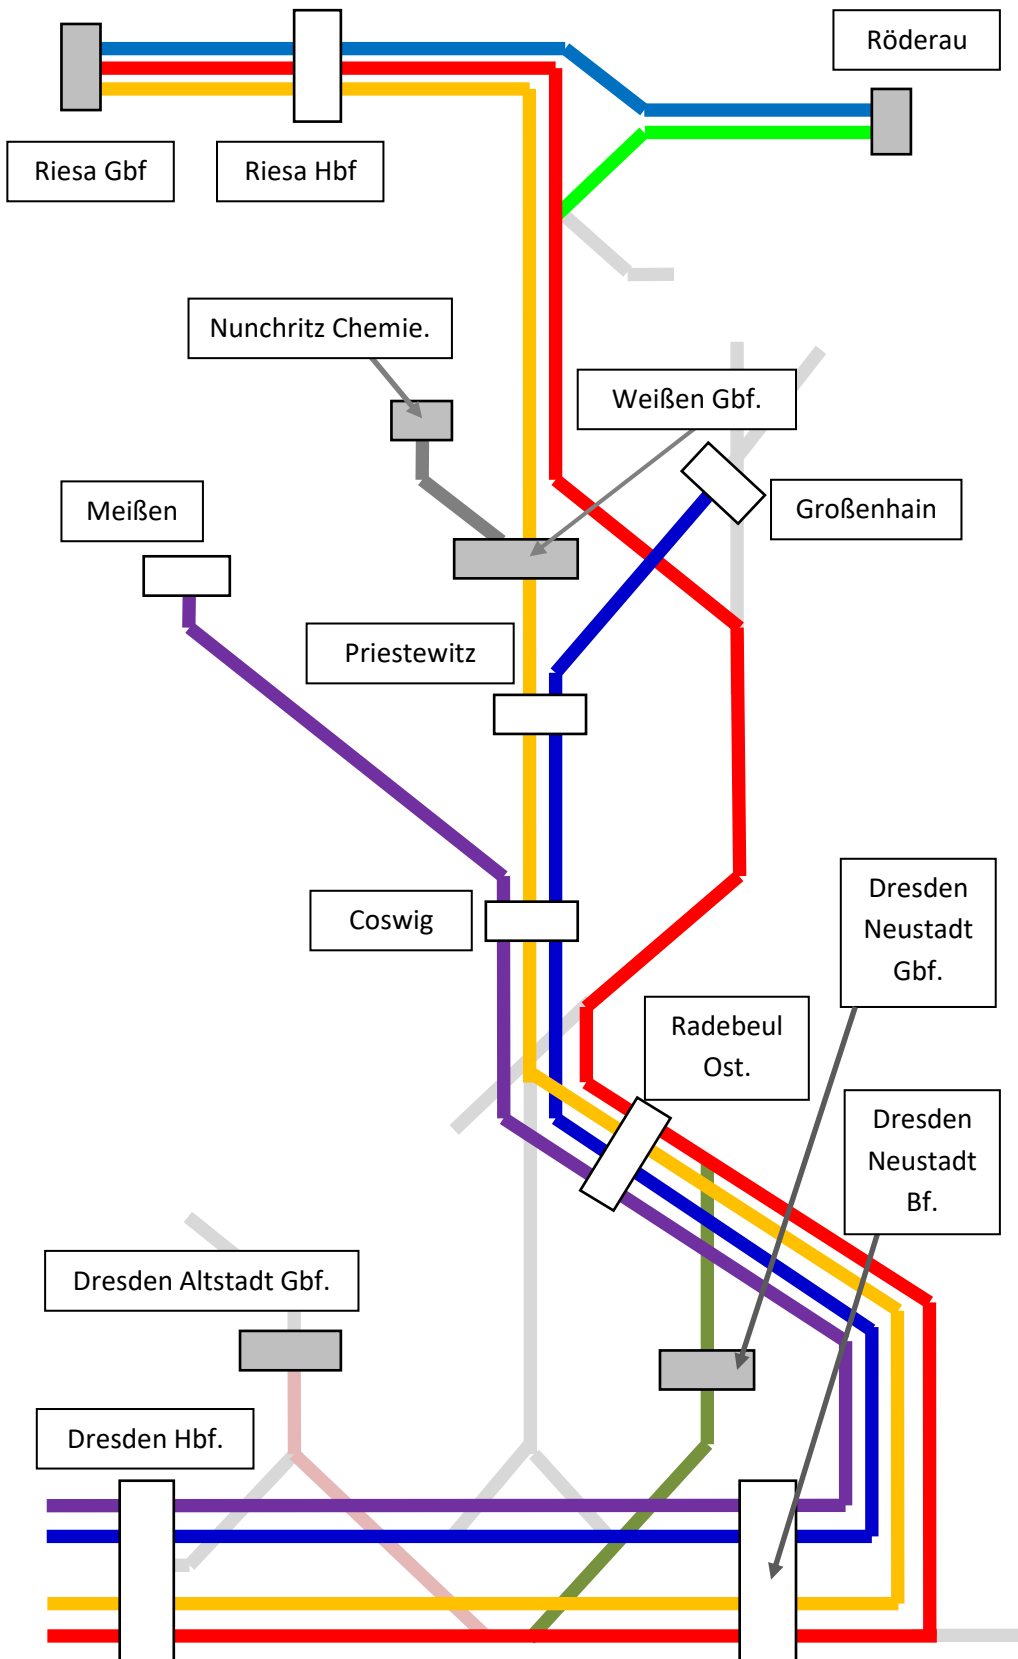 Röderau
Riesa Gbf
Riesa Hbf
Nunchritz Chemie.
Weißen Gbf.
Meißen
Großenhain
Priestewitz
Coswig
Dresden
Neustadt
Gbf.
Radebeul
Ost.
Dresden
Neustadt
Bf.
Dresden Altstadt Gbf.
Dresden Hbf.